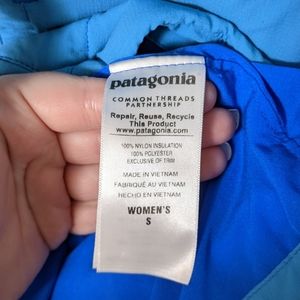 patagonia
COMMON THREADS
PARTNERSHIP
Repair, Reuse, Recycle
This Product
www.patagonia.com
100% NYLON INSULATION
100% POLYESTER
EXCLUSIVE OF TRIM
MADE IN VIETNAM
FABRIQUÉ AU VIETNAM
HECHO EN VIETNAM
WOMEN'S
S